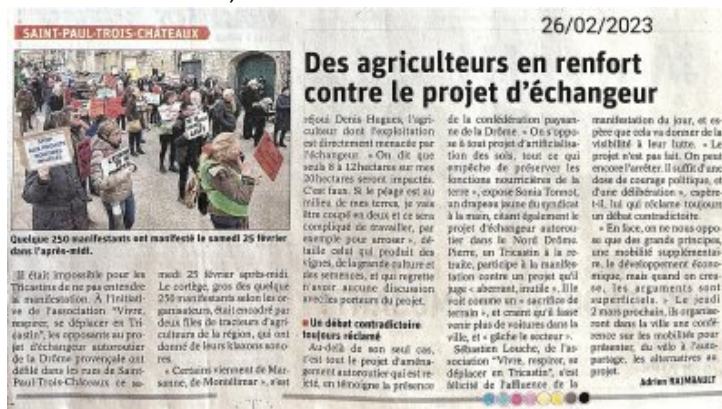 SAINT-PAUL-TROIS-CHÂTEAUX
26/02/2023
Des agriculteurs en renfort
contre le projet d'échangeur
Quelque 250 manifestants ont manifesté le samedi 25 février
dans l'après-midi.
Il était impossible pour les
Tricastins de ne pas entendre
la manifestation. À l'initiati-
ve de l'association "Vivre,
respirer, se déplacer en Tri-
castin", les opposants au pro-
jet d'échangeur autoroutier
de la Drôme provençale ont
défilé dans les rues de Saint-
Paul-Trois-Châteaux ce sa-
medi 25 février après-midi.
Le cortège, gros des quelque
250 manifestants selon les or-
ganisateurs, était encadré par
deux files de tracteurs d'agri-
culteurs de la région, qui ont
donné de leurs klaxons sono-
res.
« Certains viennent de Mar-
sanne, de Montélimar », s'est
réjoui Denis Hugues, l'agri-
culteur dont l'exploitation
est directement menacée par
l'échangeur. « On dit que
seuls 8 à 12 hectares sur mes
20 hectares seront impactés.
C'est faux. Si le péage est au
milieu de mes terres, je vais
être coupé en deux et ce sera
compliqué de travailler, par
exemple pour arroser », dé-
taille celui qui produit des
vignes, de la grande culture et
des semences, et qui regrette
n'avoir aucune discussion
avec les porteurs du projet.
Un débat contradictoire
toujours réclamé
Au-delà de son seul cas,
c'est tout le projet d'aména-
gement autoroutier qui est re-
jeté, en témoigne la présence
de la confédération paysan-
ne de la Drôme. « On s'oppo-
se à tout projet d'artificialisa-
tion des sols, tout ce qui
empêche de préserver les
fonctions nourricières de la
terre », expose Sonia Tonnot,
un drapeau jaune du syndicat
à la main, céant également le
projet d'échangeur autorou-
tier dans le Nord Drôme.
Pierre, un Tricastin à la re-
traite, participe à la manifes-
tation contre un projet qu'il
juge « aberrant, inutile ». Il le
voit comme un « sacrifice de
terrain », et craint qu'il fasse
venir plus de voitures dans la
ville, et « gâche le secteur ».
Sébastien Louche, de l'asso-
ciation "Vivre, respirer, se
déplacer en Tricastin", s'est
félicité de l'affluence de la
manifestation du jour, et es-
père que cela va donner de la
visibilité à leur lutte. « Le
projet n'est pas fait. On peut
encore l'arrêter. Il suffit d'une
dose de courage politique, et
d'une délibération », espère-
t-il, lui qui réclame toujours
un débat contradictoire.
« En face, on ne nous oppo-
se que des grands principes,
une mobilité supplémentai-
re, le développement écono-
mique, mais quand on creu-
se, les arguments sont
superficiels. » Le jeudi
2 mars prochain, ils organise-
ront dans la ville une confé-
rence sur les mobilités pour
présenter, du vélo à l'auto-
partage, les alternatives au
projet.
Adrien RAIMBAULT